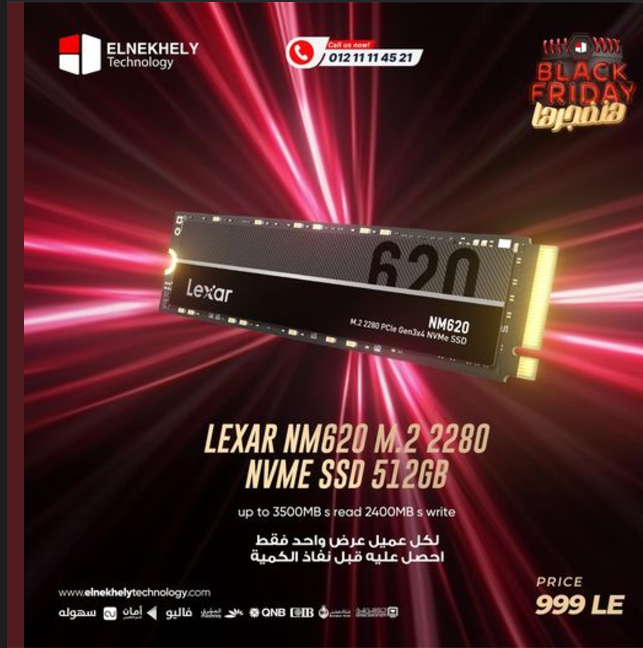 ELNEKHELY
Technology
Call us now!
012 11 11 45 21
BLACK
FRIDAY
هنفجرها
620
Lexar
NM620
M.2 2280 PCIe Gen3x4 NVMe SSD
LEXAR NM620 M.2 2280
NVME SSD 512GB
up to 3500MB s read 2400MB s write
لكل عميل عرض واحد فقط
احصل عليه قبل نفاذ الكمية
www.elnekhelytechnology.com
PRICE
999 LE
سهوله أمان ڤاليو QNB CIB